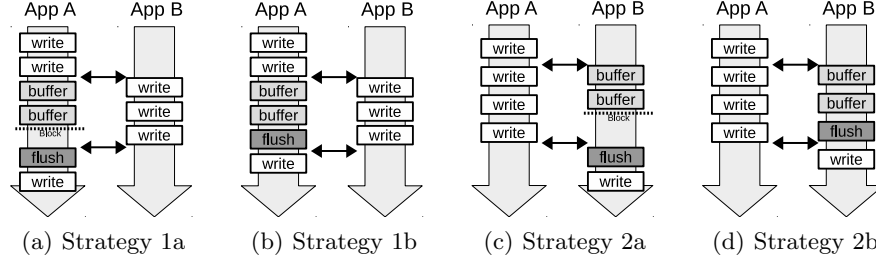 App A App B App A App B App A App B App A App B
write
write
buffer
buffer
Block
flush
write
write
write
write
write
write
buffer
buffer
flush
write
write
write
write
write
write
write
write
buffer
buffer
Block
flush
write
write
write
write
write
buffer
buffer
flush
write
(a) Strategy 1a (b) Strategy 1b (c) Strategy 2a (d) Strategy 2b